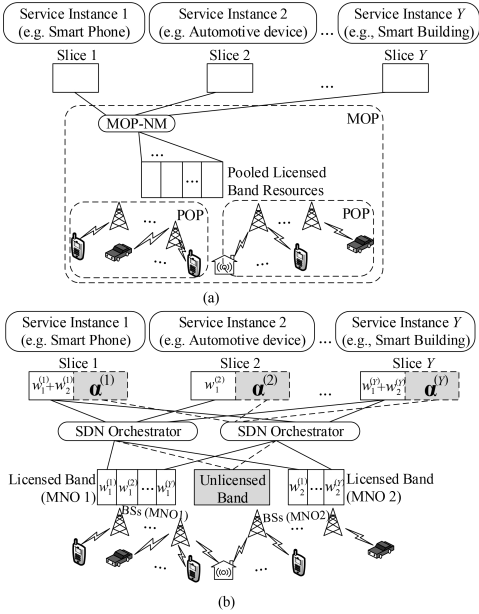 Service Instance 1 Service Instance 2 Service Instance Y
(e.g. Smart Phone) (e.g. Automotive device) ... (e.g., Smart Building)
Slice 1 Slice 2 Slice Y
...
MOP-NM MOP
...
...
Pooled Licensed
Band Resources
POP POP
... ...
... ...
(a)
Service Instance 1 Service Instance 2 Service Instance Y
(e.g. Smart Phone) (e.g. Automotive device) ... (e.g., Smart Building)
Slice 1 Slice 2 Slice Y
w₁⁽¹⁾+w₂⁽¹⁾ α⁽¹⁾ w₁⁽²⁾ α⁽²⁾ ... w₁⁽Y⁾+w₂⁽Y⁾ α⁽Y⁾
SDN Orchestrator SDN Orchestrator
Licensed Band w₁⁽¹⁾ w₁⁽²⁾ ... w₁⁽Y⁾ Unlicensed w₂⁽¹⁾ ... w₂⁽Y⁾ Licensed Band
(MNO 1) Band (MNO 2)
BSs (MNO1) BSs (MNO2)
... ...
... ...
(b)